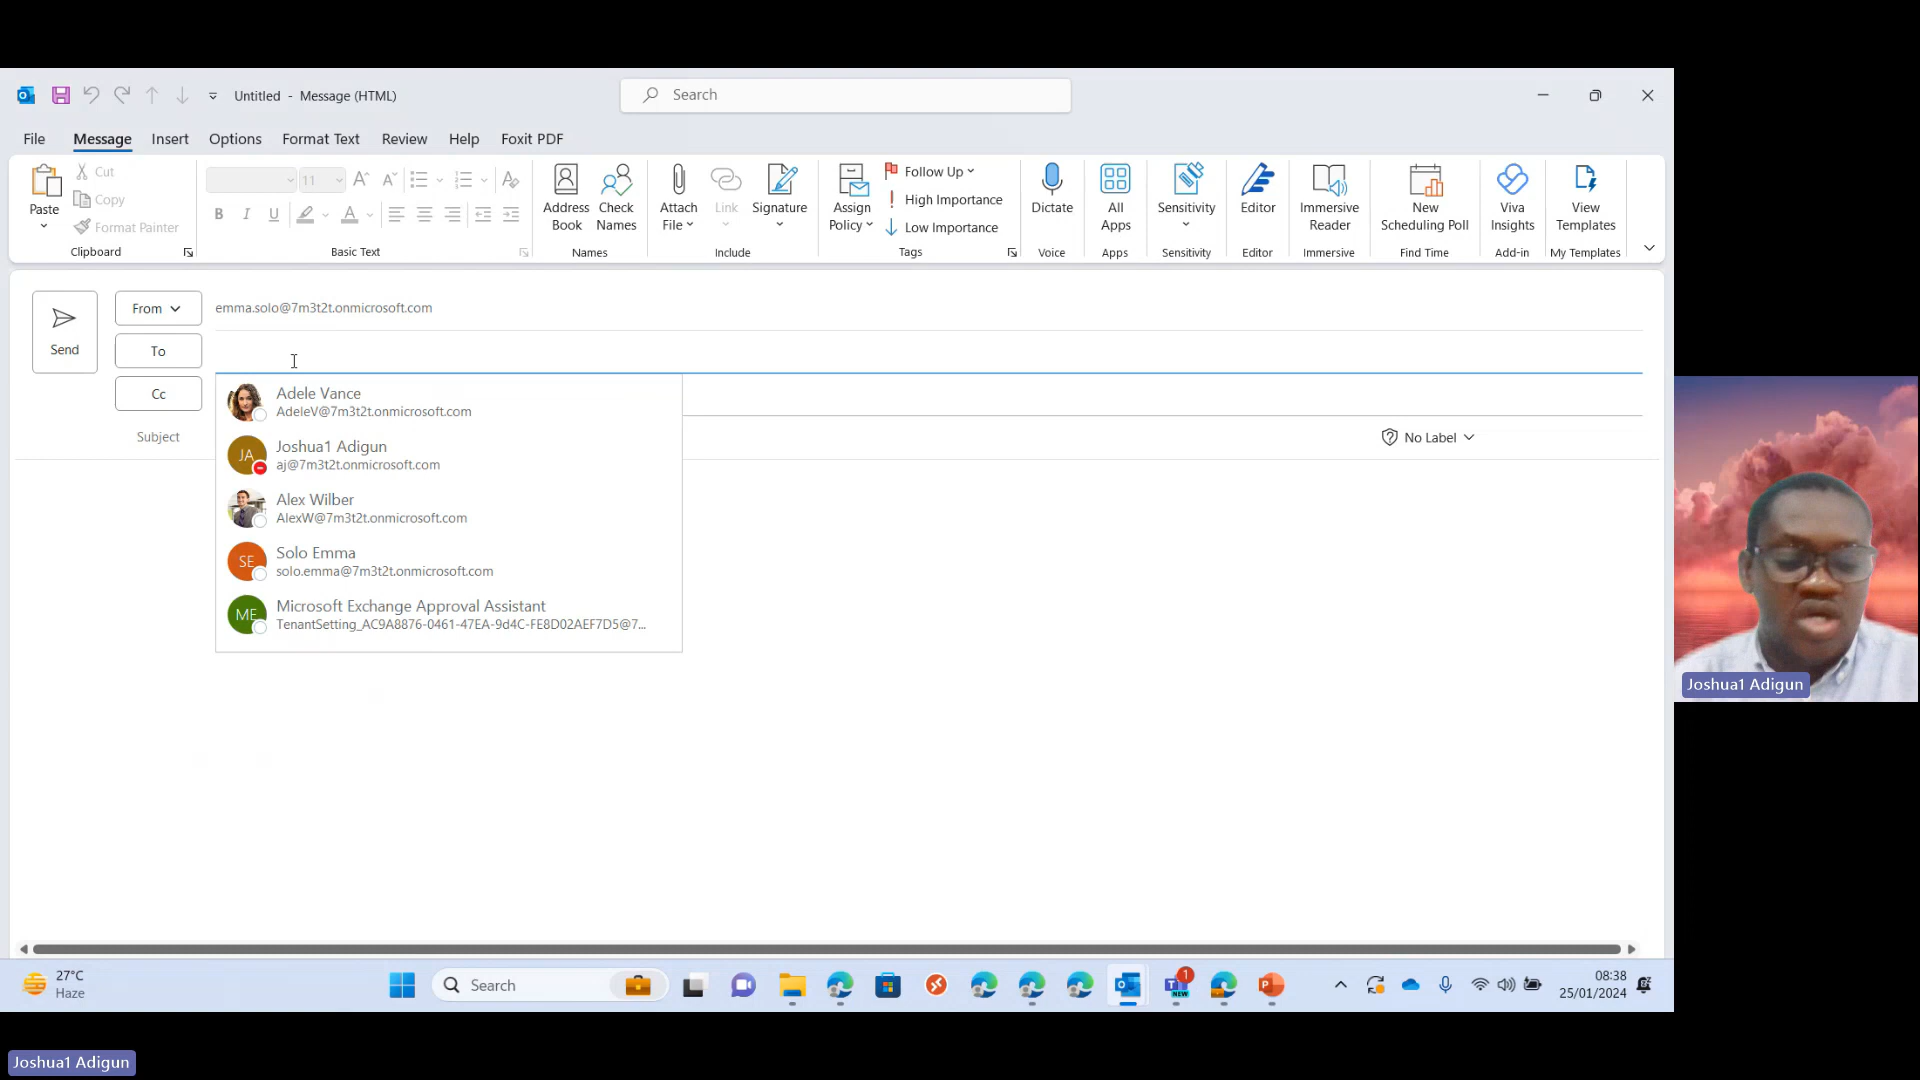 Untitled - Message (HTML)
Search
File Message Insert Options Format Text Review Help Foxit PDF
Paste
Cut
Copy
Format Painter
Clipboard
11
B I U A
Basic Text
Address Book
Check Names
Names
Attach File
Link
Signature
Include
Assign Policy
Follow Up
High Importance
Low Importance
Tags
Dictate
Voice
All Apps
Apps
Sensitivity
Sensitivity
Editor
Editor
Immersive Reader
Immersive
New Scheduling Poll
Find Time
Viva Insights
Add-in
View Templates
My Templates
Send
From
emma.solo@7m3t2t.onmicrosoft.com
To
Cc
Subject
No Label
Adele Vance
AdeleV@7m3t2t.onmicrosoft.com
JA
Joshua1 Adigun
aj@7m3t2t.onmicrosoft.com
Alex Wilber
AlexW@7m3t2t.onmicrosoft.com
SE
Solo Emma
solo.emma@7m3t2t.onmicrosoft.com
ME
Microsoft Exchange Approval Assistant
TenantSetting_AC9A8876-0461-47EA-9d4C-FE8D02AEF7D5@7...
Joshua1 Adigun
27°C
Haze
Search
1
NEW
08:38
25/01/2024
Joshua1 Adigun